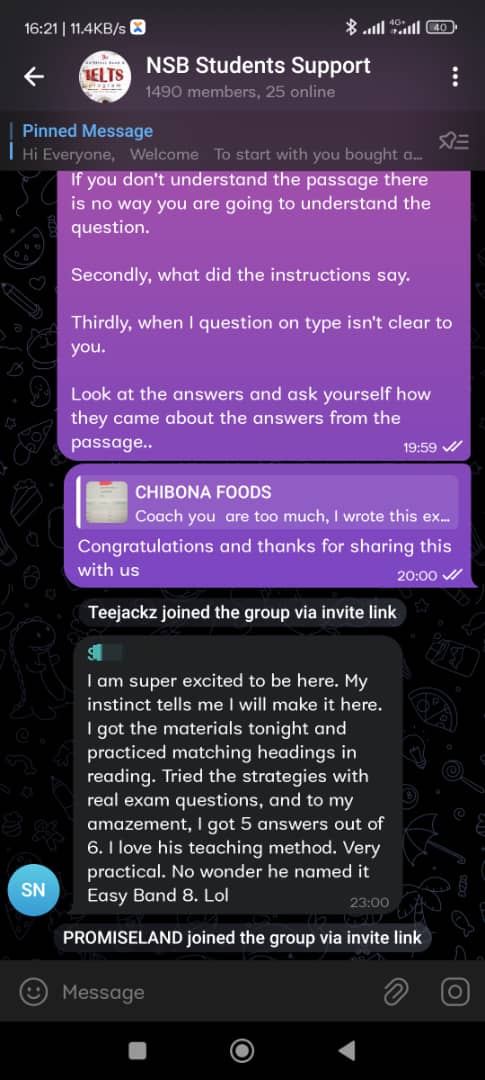 16:21 | 11.4KB/s
4G+
40
IELTS
NSB Students Support
1490 members, 25 online
Pinned Message
Hi Everyone, Welcome To start with you bought a...
If you don't understand the passage there
is no way you are going to understand the
question.
Secondly, what did the instructions say.
Thirdly, when I question on type isn't clear to
you.
Look at the answers and ask yourself how
they came about the answers from the
passage..
19:59
CHIBONA FOODS
Coach you are too much, I wrote this ex...
Congratulations and thanks for sharing this
with us
20:00
Teejackz joined the group via invite link
I am super excited to be here. My
instinct tells me I will make it here.
I got the materials tonight and
practiced matching headings in
reading. Tried the strategies with
real exam questions, and to my
amazement, I got 5 answers out of
6. I love his teaching method. Very
practical. No wonder he named it
Easy Band 8. Lol
23:00
SN
PROMISELAND joined the group via invite link
Message